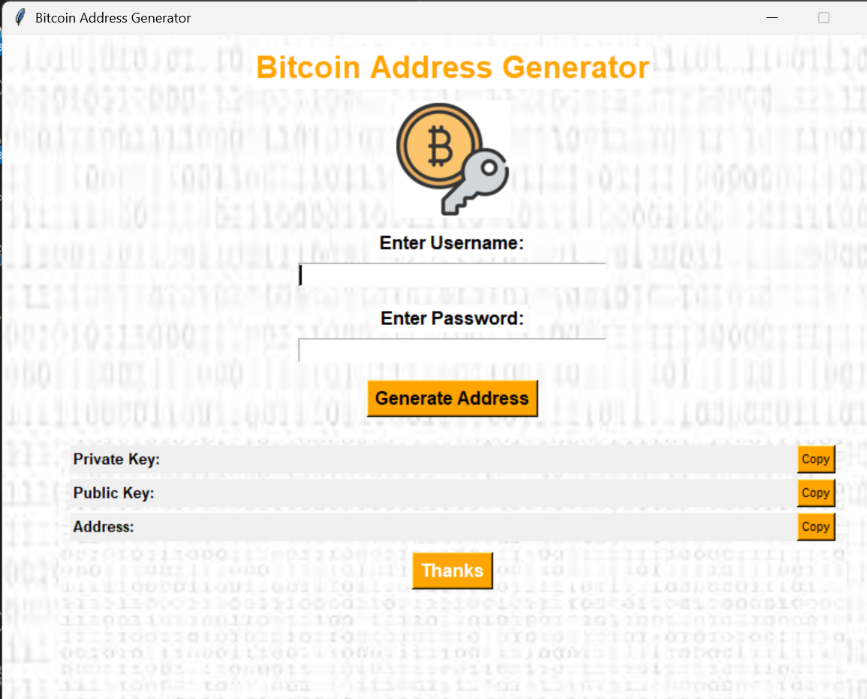 Bitcoin Address Generator
Bitcoin Address Generator
Enter Username:
Enter Password:
Generate Address
Private Key: Copy
Public Key: Copy
Address: Copy
Thanks